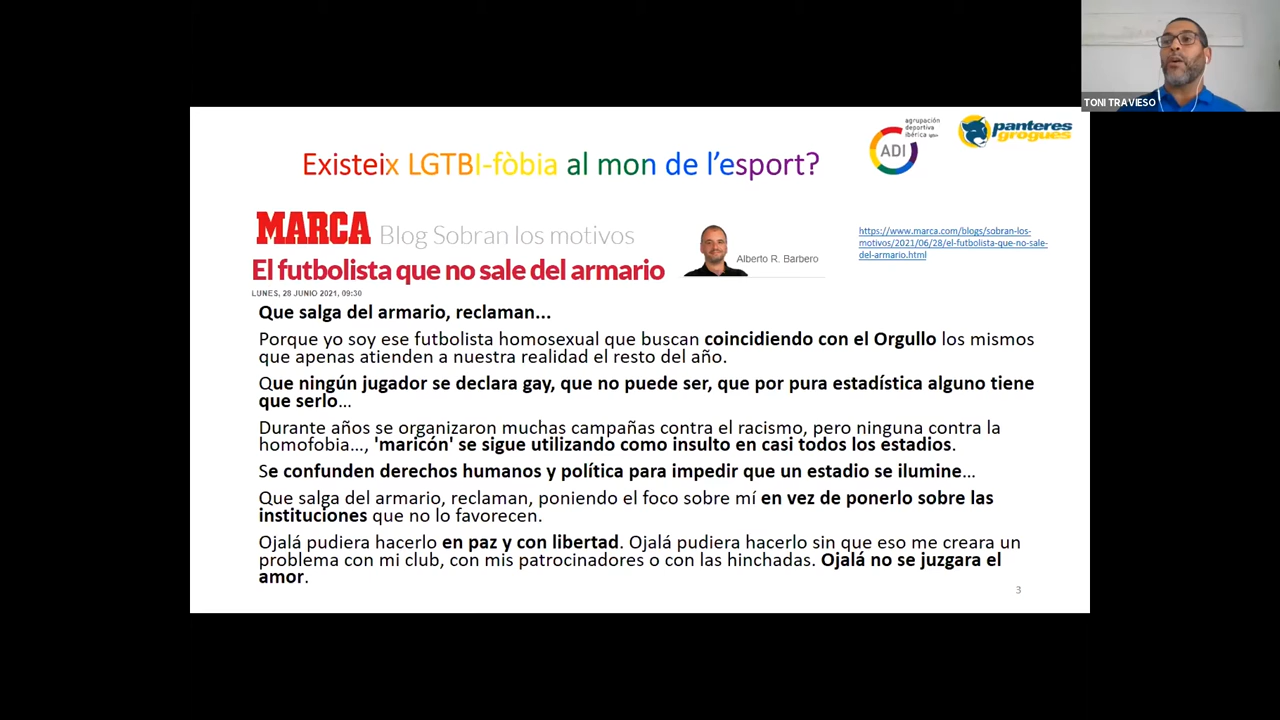 TONI TRAVIESO
agrupación
deportiva
ibérica lgtbi+
ADI
panteres
grogues
Existeix LGTBI-fòbia al mon de l'esport?
MARCA Blog Sobran los motivos
Alberto R. Barbero
https://www.marca.com/blogs/sobran-los-
motivos/2021/06/28/el-futbolista-que-no-sale-
del-armario.html
El futbolista que no sale del armario
LUNES, 28 JUNIO 2021, 09:30
Que salga del armario, reclaman...
Porque yo soy ese futbolista homosexual que buscan coincidiendo con el Orgullo los mismos
que apenas atienden a nuestra realidad el resto del año.
Que ningún jugador se declara gay, que no puede ser, que por pura estadística alguno tiene
que serlo...
Durante años se organizaron muchas campañas contra el racismo, pero ninguna contra la
homofobia..., 'maricón' se sigue utilizando como insulto en casi todos los estadios.
Se confunden derechos humanos y política para impedir que un estadio se ilumine...
Que salga del armario, reclaman, poniendo el foco sobre mí en vez de ponerlo sobre las
instituciones que no lo favorecen.
Ojalá pudiera hacerlo en paz y con libertad. Ojalá pudiera hacerlo sin que eso me creara un
problema con mi club, con mis patrocinadores o con las hinchadas. Ojalá no se juzgara el
amor.
3